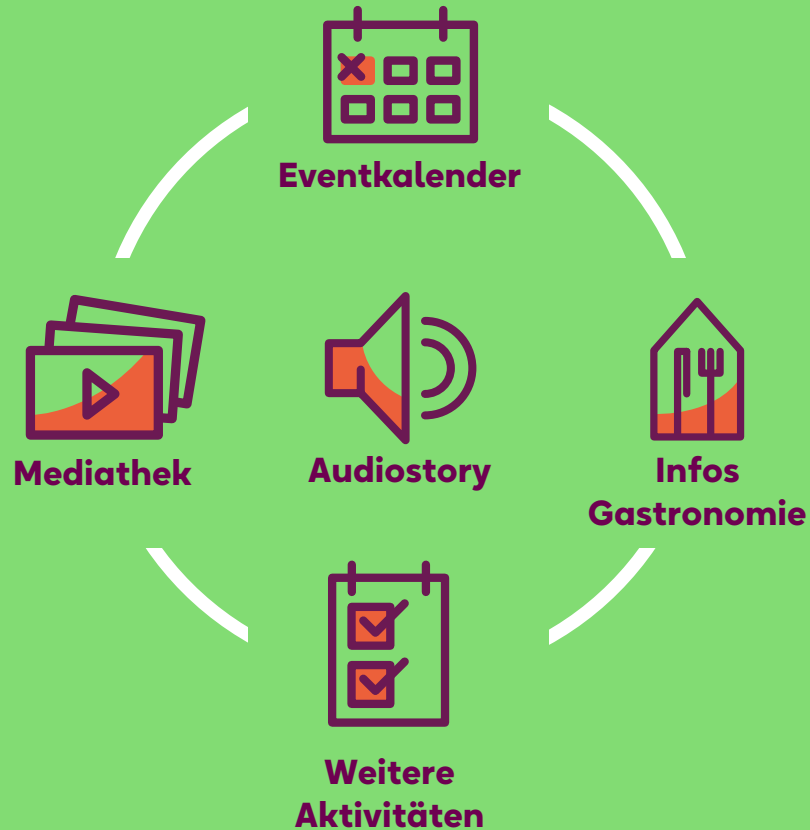 Eventkalender
Mediathek
Audiostory
Infos
Gastronomie
Weitere
Aktivitäten